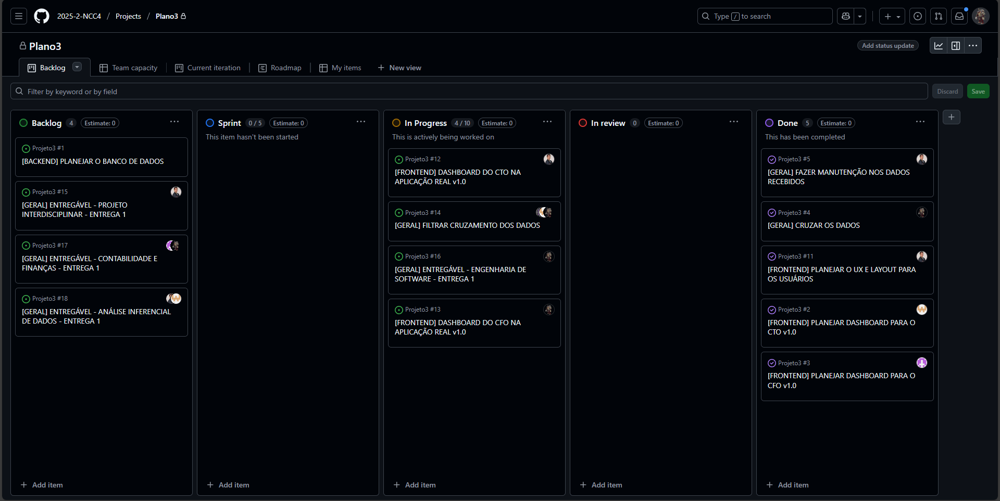 2025-2-NCC4 / Projects / Plano3
Type / to search
Plano3
Add status update
Backlog
Team capacity
Current iteration
Roadmap
My items
New view
Filter by keyword or by field
Discard
Save
Backlog 4 Estimate: 0
Projeto3 #1
[BACKEND] PLANEJAR O BANCO DE DADOS
Projeto3 #15
[GERAL] ENTREGÁVEL - PROJETO
INTERDISCIPLINAR - ENTREGA 1
Projeto3 #17
[GERAL] ENTREGÁVEL - CONTABILIDADE E
FINANÇAS - ENTREGA 1
Projeto3 #18
[GERAL] ENTREGÁVEL - ANÁLISE INFERENCIAL
DE DADOS - ENTREGA 1
Add item
Sprint 0 / 5 Estimate: 0
This item hasn't been started
Add item
In Progress 4 / 10 Estimate: 0
This is actively being worked on
Projeto3 #12
[FRONTEND] DASHBOARD DO CTO NA
APLICAÇÃO REAL v1.0
Projeto3 #14
[GERAL] FILTRAR CRUZAMENTO DOS DADOS
Projeto3 #16
[GERAL] ENTREGÁVEL - ENGENHARIA DE
SOFTWARE - ENTREGA 1
Projeto3 #13
[FRONTEND] DASHBOARD DO CFO NA
APLICAÇÃO REAL v1.0
Add item
In review 0 Estimate: 0
Add item
Done 5 Estimate: 0
This has been completed
Projeto3 #5
[GERAL] FAZER MANUTENÇÃO NOS DADOS
RECEBIDOS
Projeto3 #4
[GERAL] CRUZAR OS DADOS
Projeto3 #11
[FRONTEND] PLANEJAR O UX E LAYOUT PARA
OS USUÁRIOS
Projeto3 #2
[FRONTEND] PLANEJAR DASHBOARD PARA O
CTO v1.0
Projeto3 #3
[FRONTEND] PLANEJAR DASHBOARD PARA O
CFO v1.0
Add item